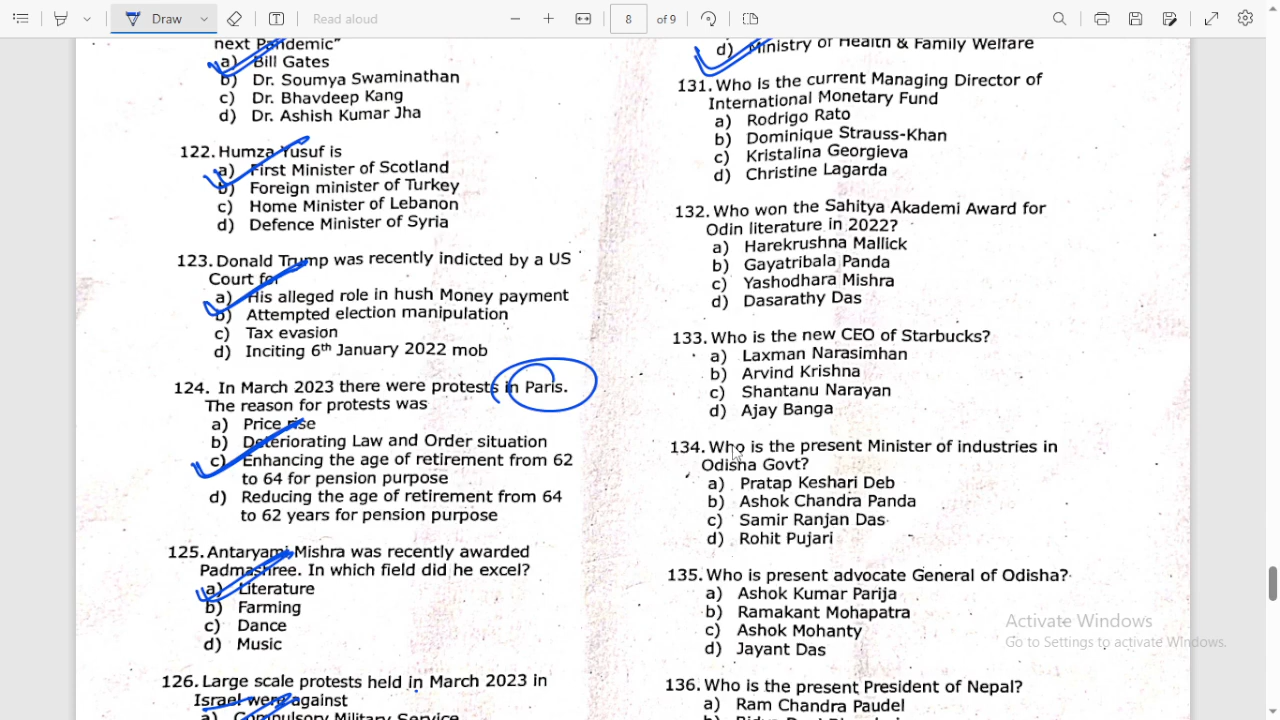 Draw
Read aloud
8
of 9
next Pandemic"
a) Bill Gates
b) Dr. Soumya Swaminathan
c) Dr. Bhavdeep Kang
d) Dr. Ashish Kumar Jha
122. Humza Yusuf is
a) First Minister of Scotland
b) Foreign minister of Turkey
c) Home Minister of Lebanon
d) Defence Minister of Syria
123. Donald Trump was recently indicted by a US
Court for
a) His alleged role in hush Money payment
b) Attempted election manipulation
c) Tax evasion
d) Inciting 6th January 2022 mob
124. In March 2023 there were protests in Paris.
The reason for protests was
a) Price rise
b) Deteriorating Law and Order situation
c) Enhancing the age of retirement from 62
to 64 for pension purpose
d) Reducing the age of retirement from 64
to 62 years for pension purpose
125. Antaryami Mishra was recently awarded
Padmashree. In which field did he excel?
a) Literature
b) Farming
c) Dance
d) Music
126. Large scale protests held in March 2023 in
Israel were against
a) Compulsory Military Service
d) Ministry of Health & Family Welfare
131. Who is the current Managing Director of
International Monetary Fund
a) Rodrigo Rato
b) Dominique Strauss-Khan
c) Kristalina Georgieva
d) Christine Lagarda
132. Who won the Sahitya Akademi Award for
Odin literature in 2022?
a) Harekrushna Mallick
b) Gayatribala Panda
c) Yashodhara Mishra
d) Dasarathy Das
133. Who is the new CEO of Starbucks?
a) Laxman Narasimhan
b) Arvind Krishna
c) Shantanu Narayan
d) Ajay Banga
134. Who is the present Minister of industries in
Odisha Govt?
a) Pratap Keshari Deb
b) Ashok Chandra Panda
c) Samir Ranjan Das
d) Rohit Pujari
135. Who is present advocate General of Odisha?
a) Ashok Kumar Parija
b) Ramakant Mohapatra
c) Ashok Mohanty
d) Jayant Das
136. Who is the present President of Nepal?
a) Ram Chandra Paudel
Activate Windows
Go to Settings to activate Windows.